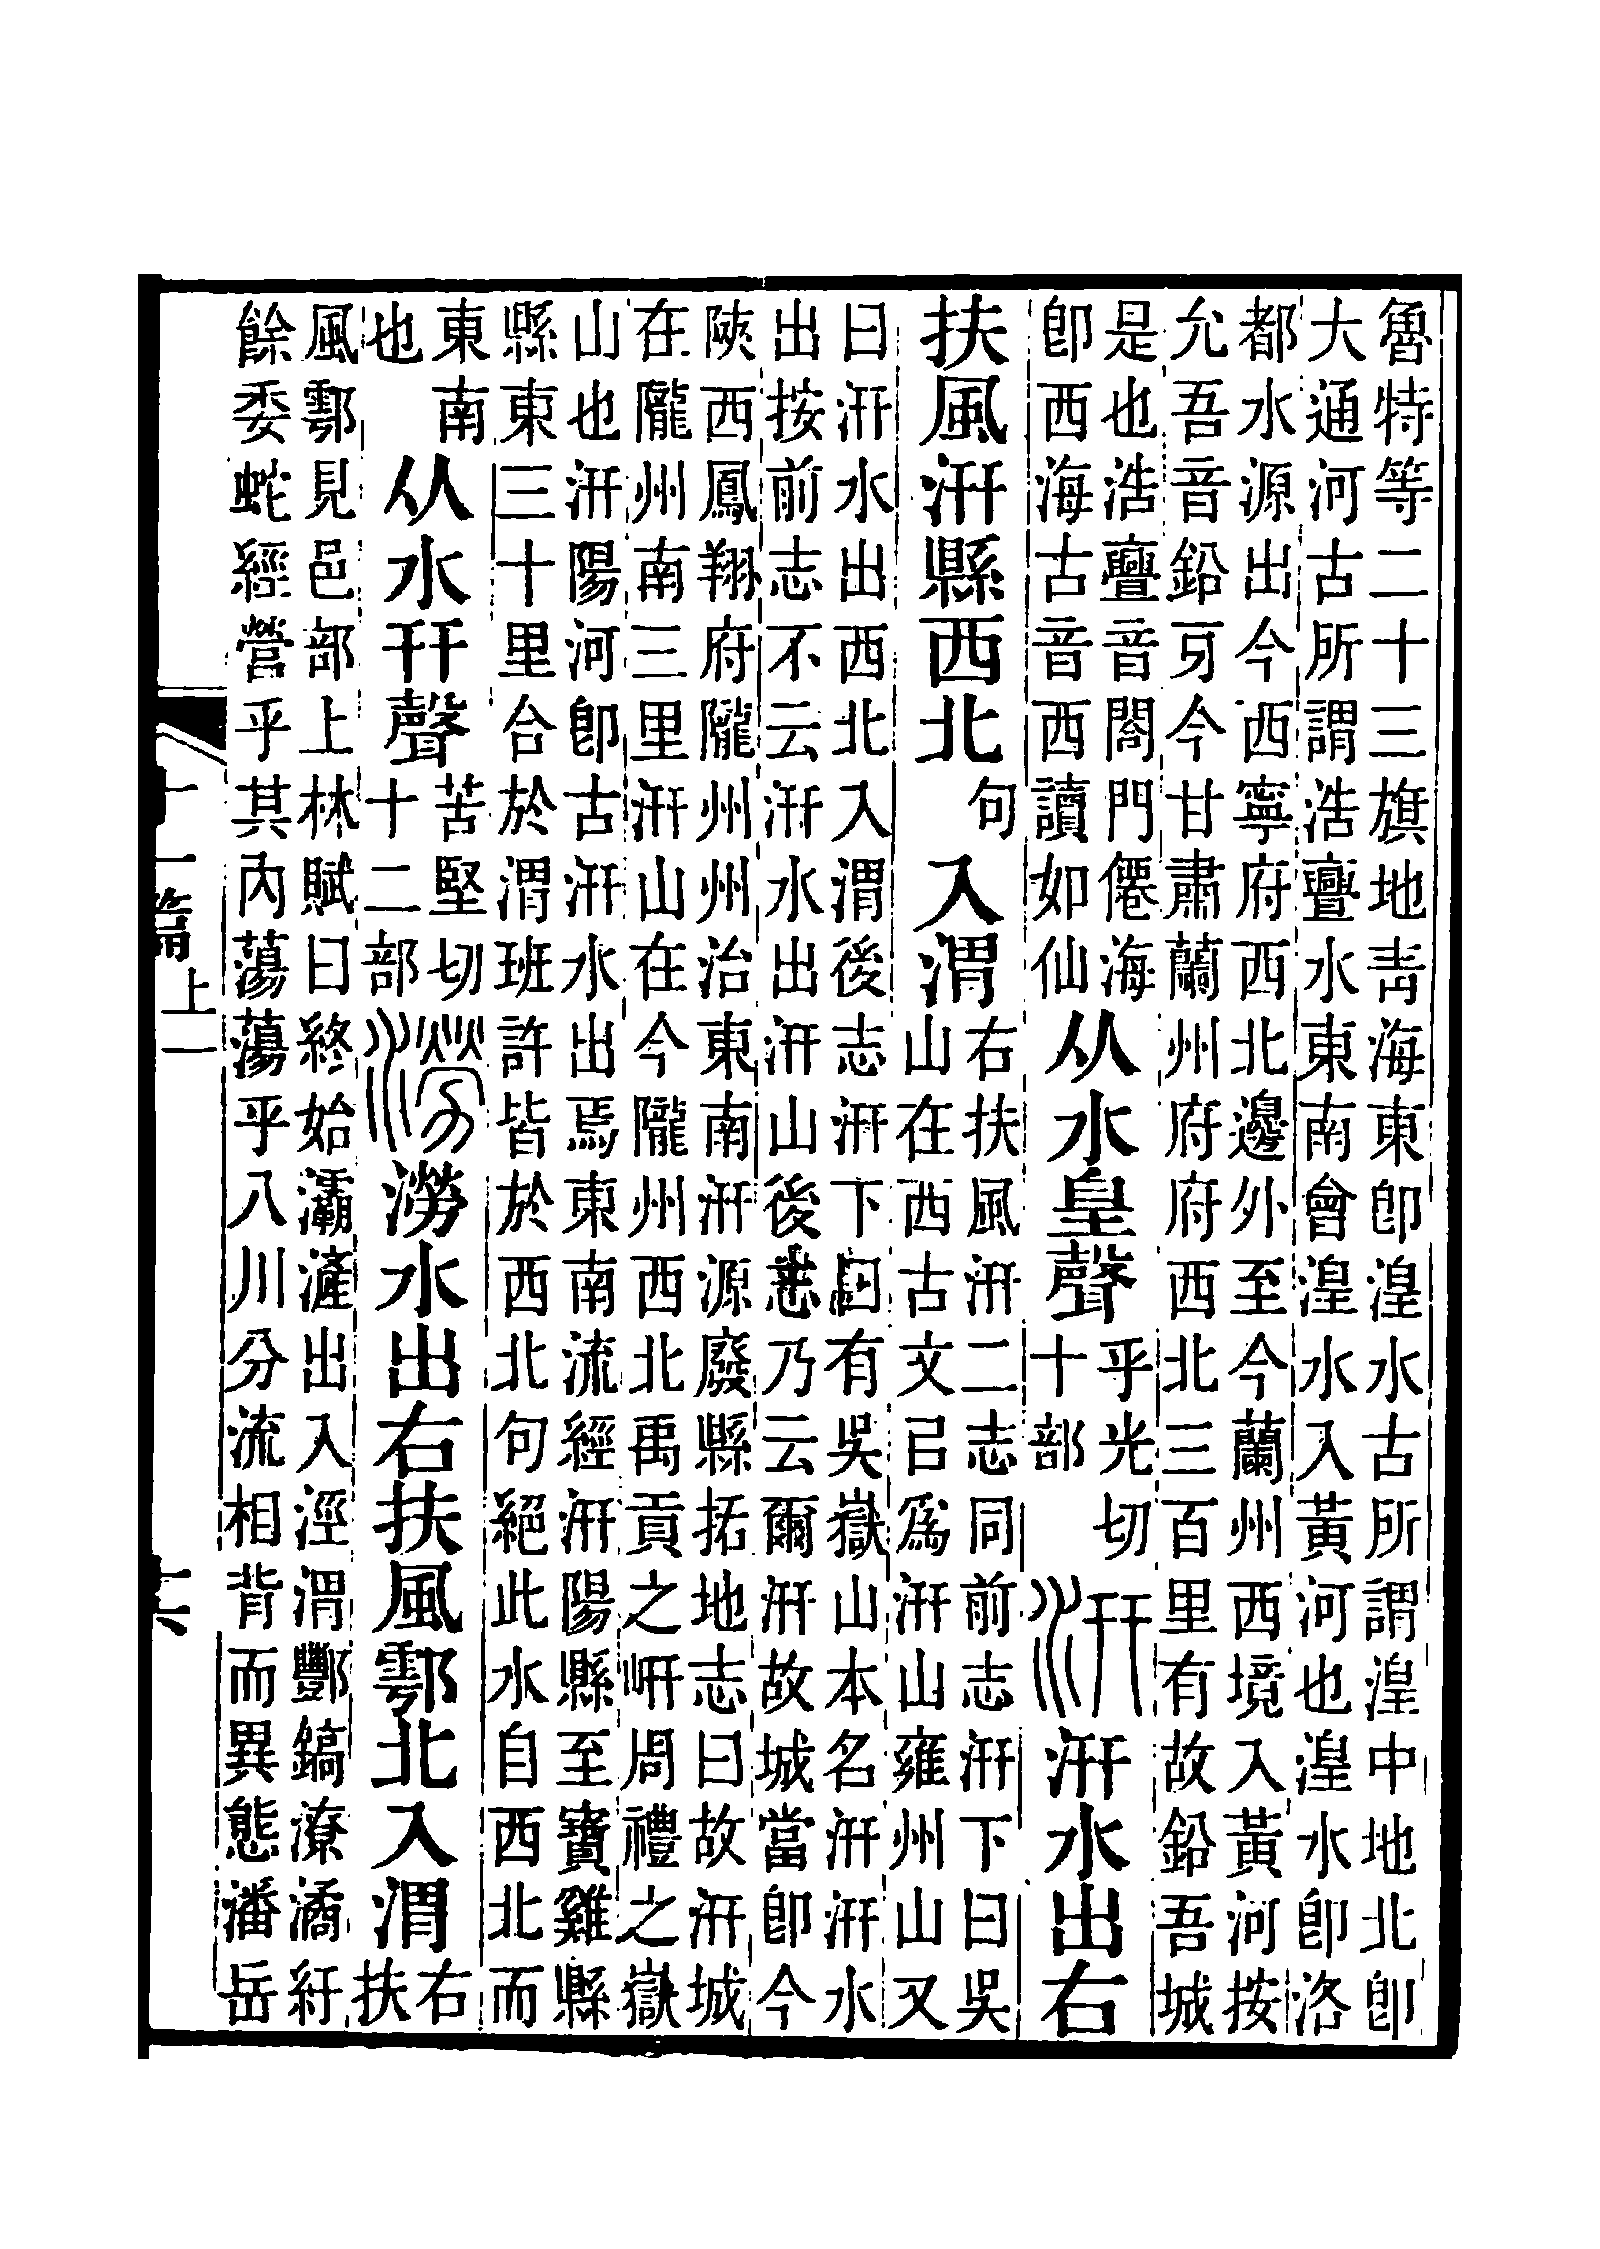 魯特等二十三旗地靑海東卽湟水古所謂湟中地北卽
大通河古所謂浩亹水東南會湟水入黃河也湟水卽洛
都水源出今西寧府西北邊外至今蘭州西境入黃河按
允吾音鉛牙今甘肅蘭州府府西北三百里有故鉛吾城
是也浩亹音閤門僊海
卽西海古音西讀如仙
从水皇聲
乎光切
十部
汧
汧水出右
扶風汧縣西北
句
入渭
右扶風汧二志同前志汧下曰吳
山在西古文㠯爲汧山雍州山又
曰汧水出西北入渭後志汧下曰有吳嶽山本名汧汧水
出按前志不云汧水出汧山後志乃云爾汧故城當卽今
陝西鳳翔府隴州州治東南汧源廢縣拓地志曰故汧城
在隴州南三里汧山在今隴州西北禹貢之岍周禮之嶽
山也汧陽河卽古汧水出焉東南流經汧陽縣至寶雞縣
縣東三十里合於渭班許皆於西北句絕此水自西北而
東南
也
从水幵聲
苦堅切
十二部
澇
澇水出右扶風鄠北入渭
右
扶
風鄠見邑部上林賦曰終始灞滻出入涇渭酆鎬潦潏紆
餘委蛇經營乎其內蕩蕩乎八川分流相背而異態潘岳
十一篇上一
十六